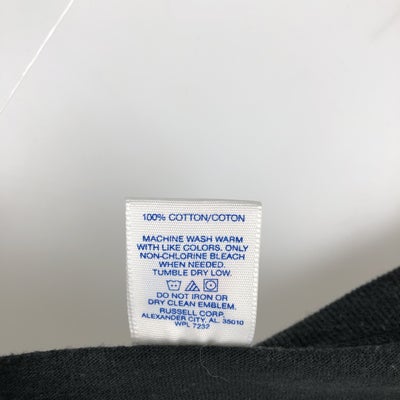 100% COTTON/COTON
MACHINE WASH WARM
WITH LIKE COLORS. ONLY
NON-CHLORINE BLEACH
WHEN NEEDED.
TUMBLE DRY LOW.
DO NOT IRON OR
DRY CLEAN EMBLEM.
RUSSELL CORP.
ALEXANDER CITY, AL. 35010
WPL 7232